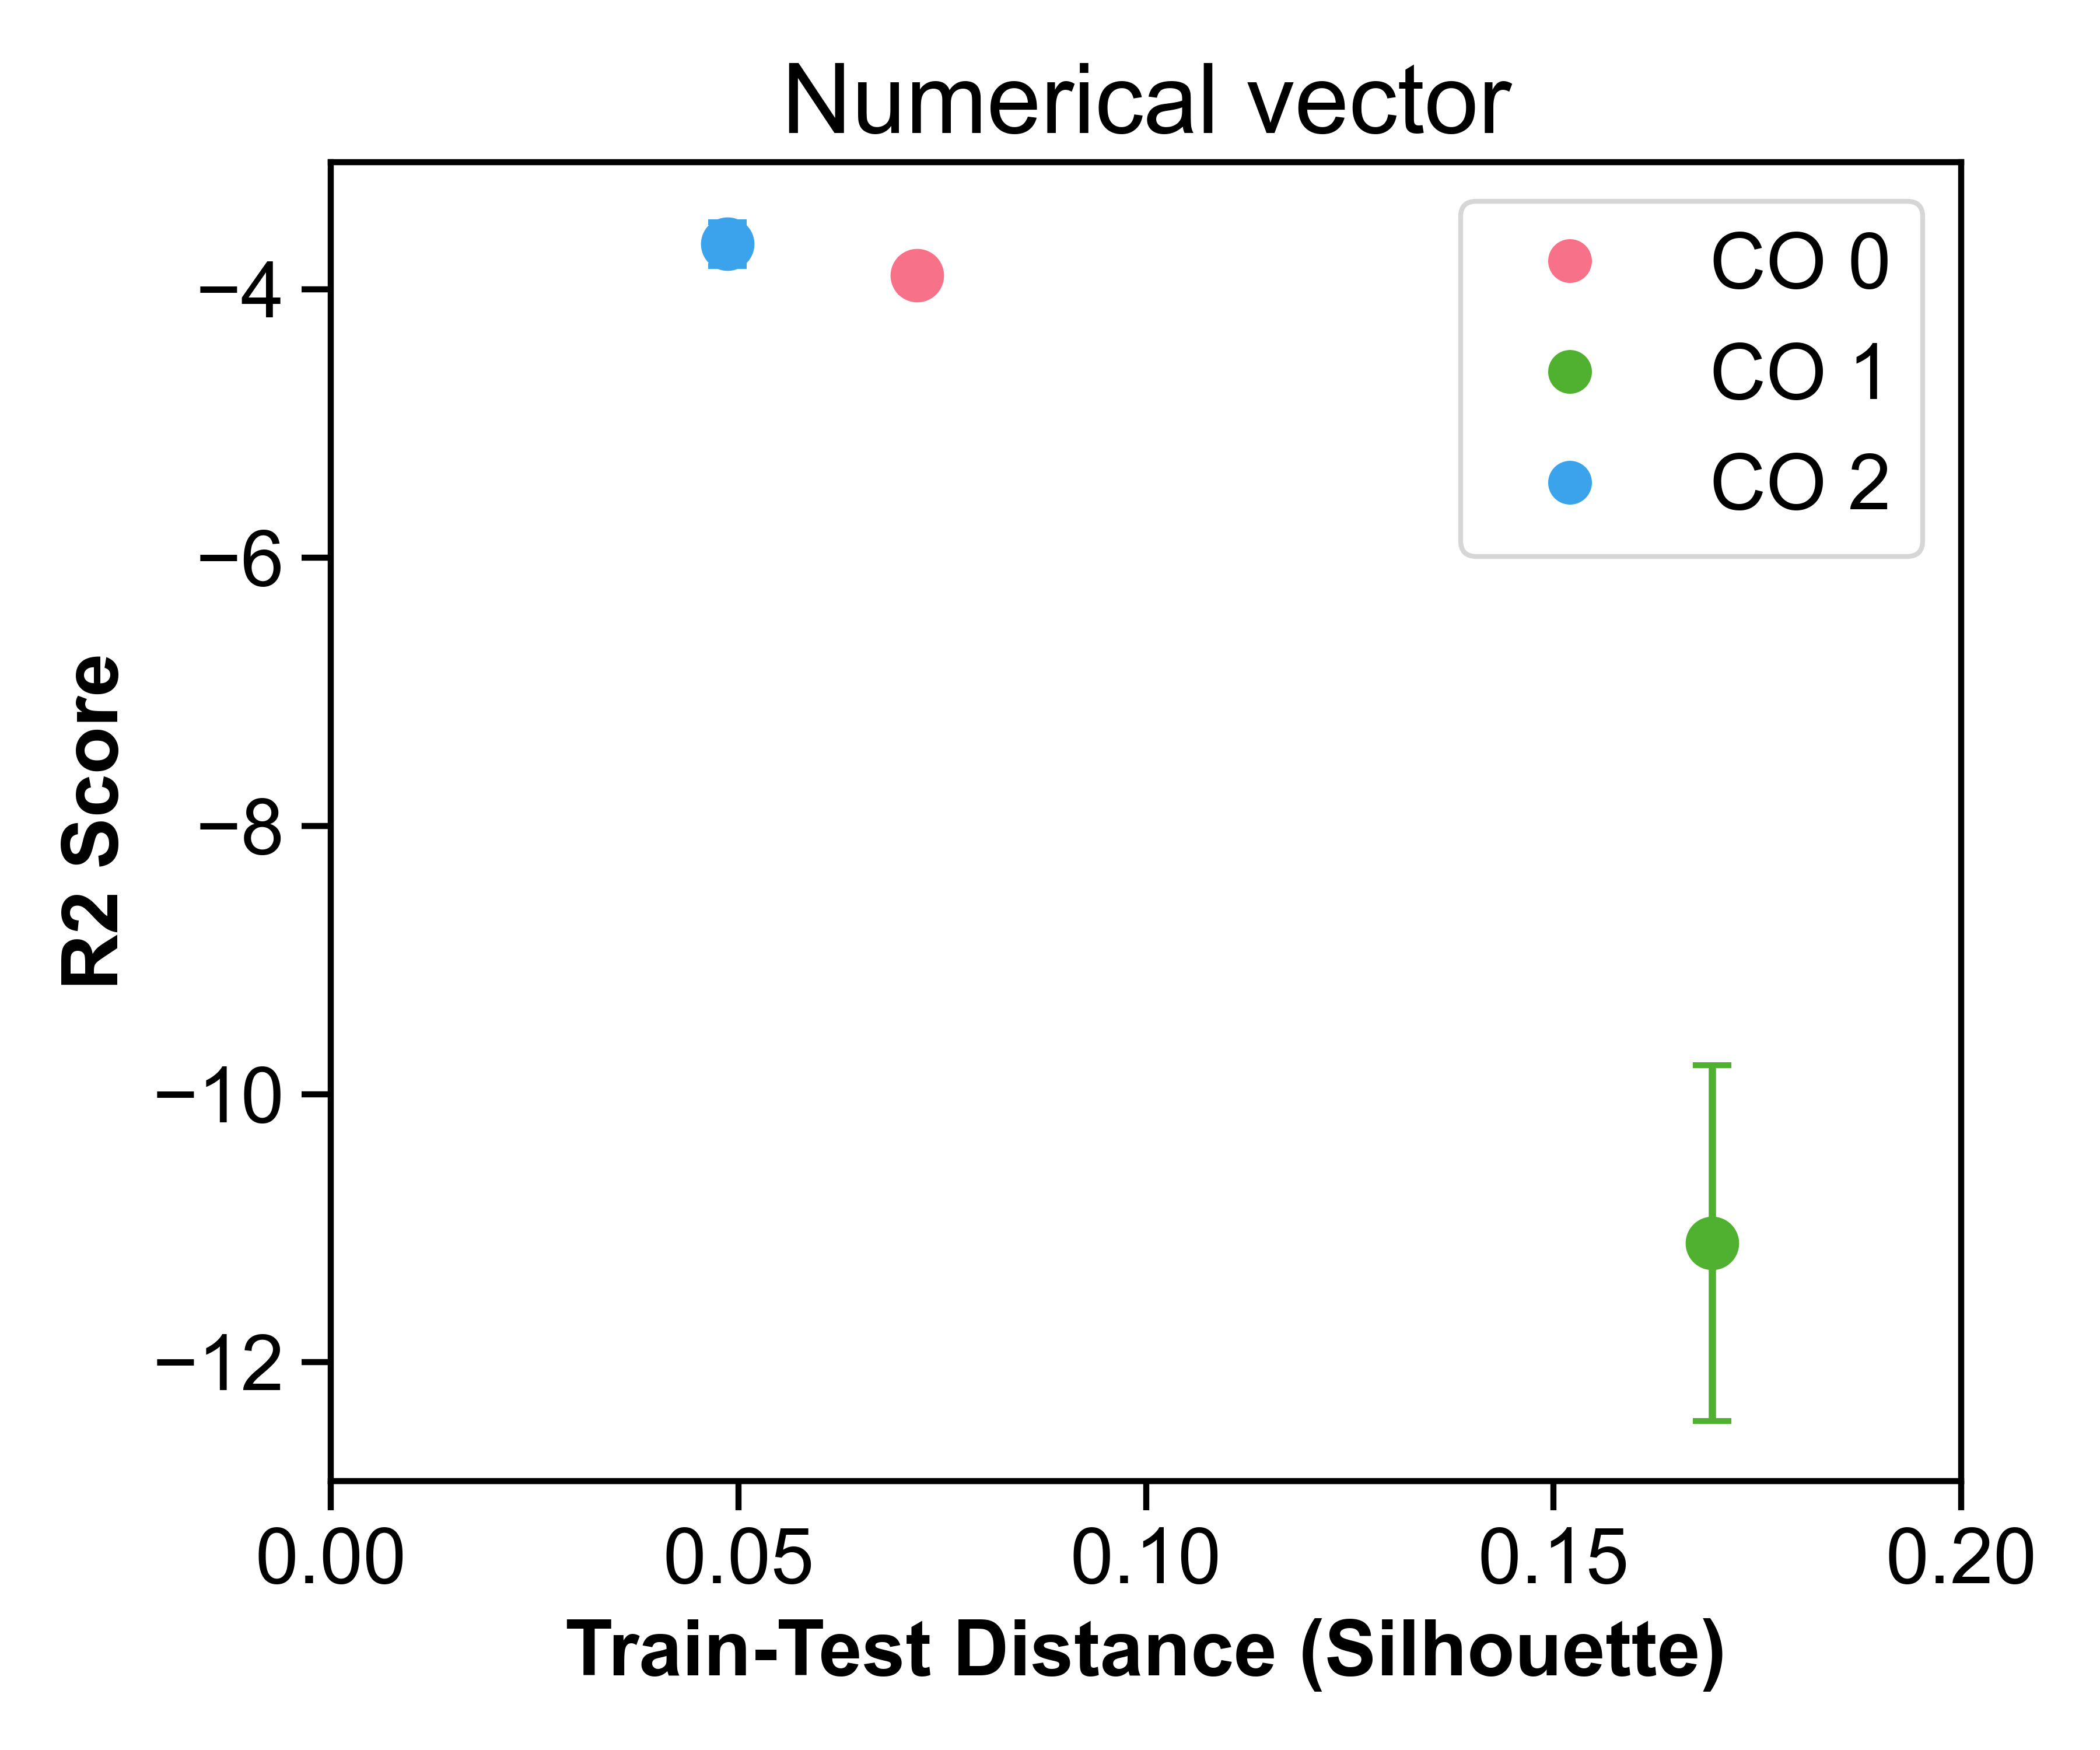 Numerical vector
CO 0
CO 1
CO 2
−4
−6
−8
−10
−12
R2 Score
0.00 0.05 0.10 0.15 0.20
Train-Test Distance (Silhouette)